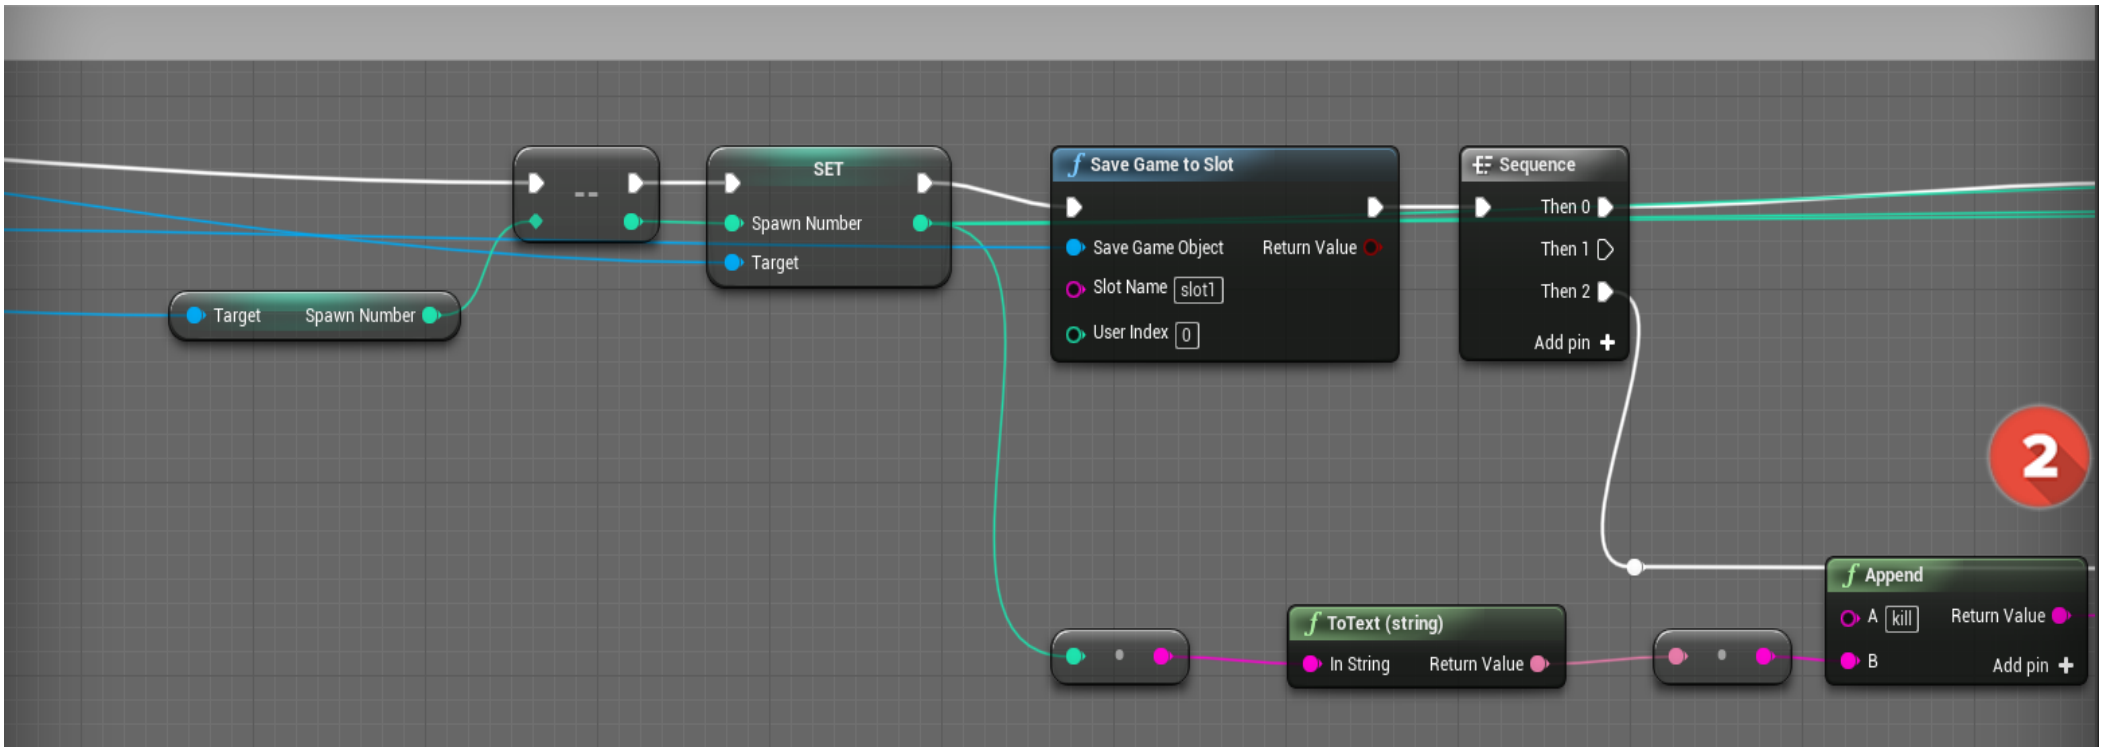 --
SET
Spawn Number
Target
Target Spawn Number
f Save Game to Slot
Save Game Object Return Value
Slot Name slot1
User Index 0
Sequence
Then 0
Then 1
Then 2
Add pin +
2
f ToText (string)
In String Return Value
f Append
A kill Return Value
B Add pin +